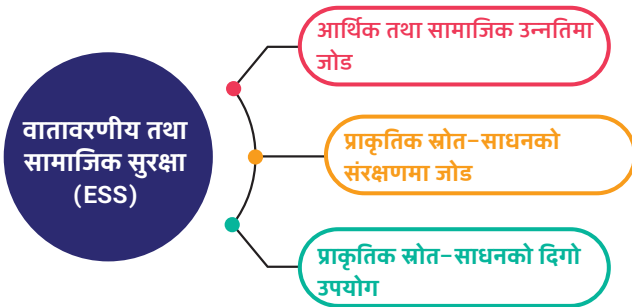 वातावरणीय तथा
सामाजिक सुरक्षा
(ESS)
आर्थिक तथा सामाजिक उन्नतिमा
जोड
प्राकृतिक स्रोत-साधनको
संरक्षणमा जोड
प्राकृतिक स्रोत-साधनको दिगो
उपयोग